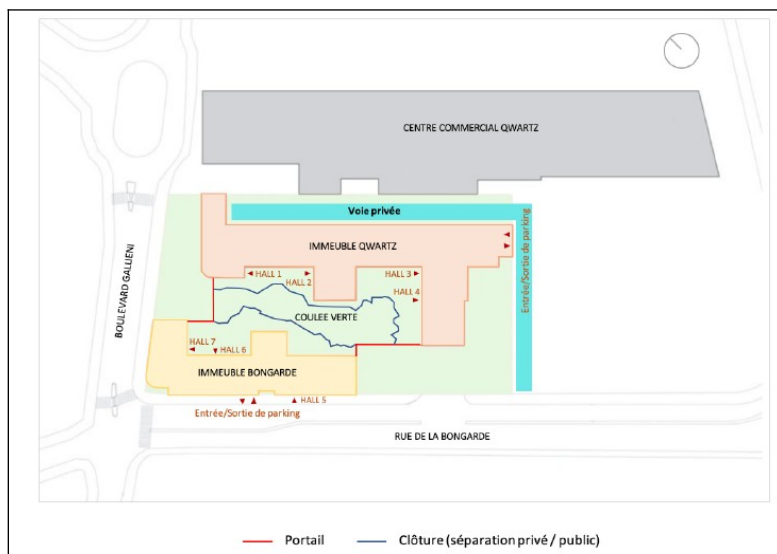 CENTRE COMMERCIAL QWARTZ
Voie privée
IMMEUBLE QWARTZ
Entrée/Sortie de parking
BOULEVARD GALLIENI
HALL 1
HALL 2
HALL 3
HALL 4
COULEE VERTE
HALL 7
HALL 6
IMMEUBLE BONGARDE
HALL 5
Entrée/Sortie de parking
RUE DE LA BONGARDE
Portail
Clôture (séparation privé / public)